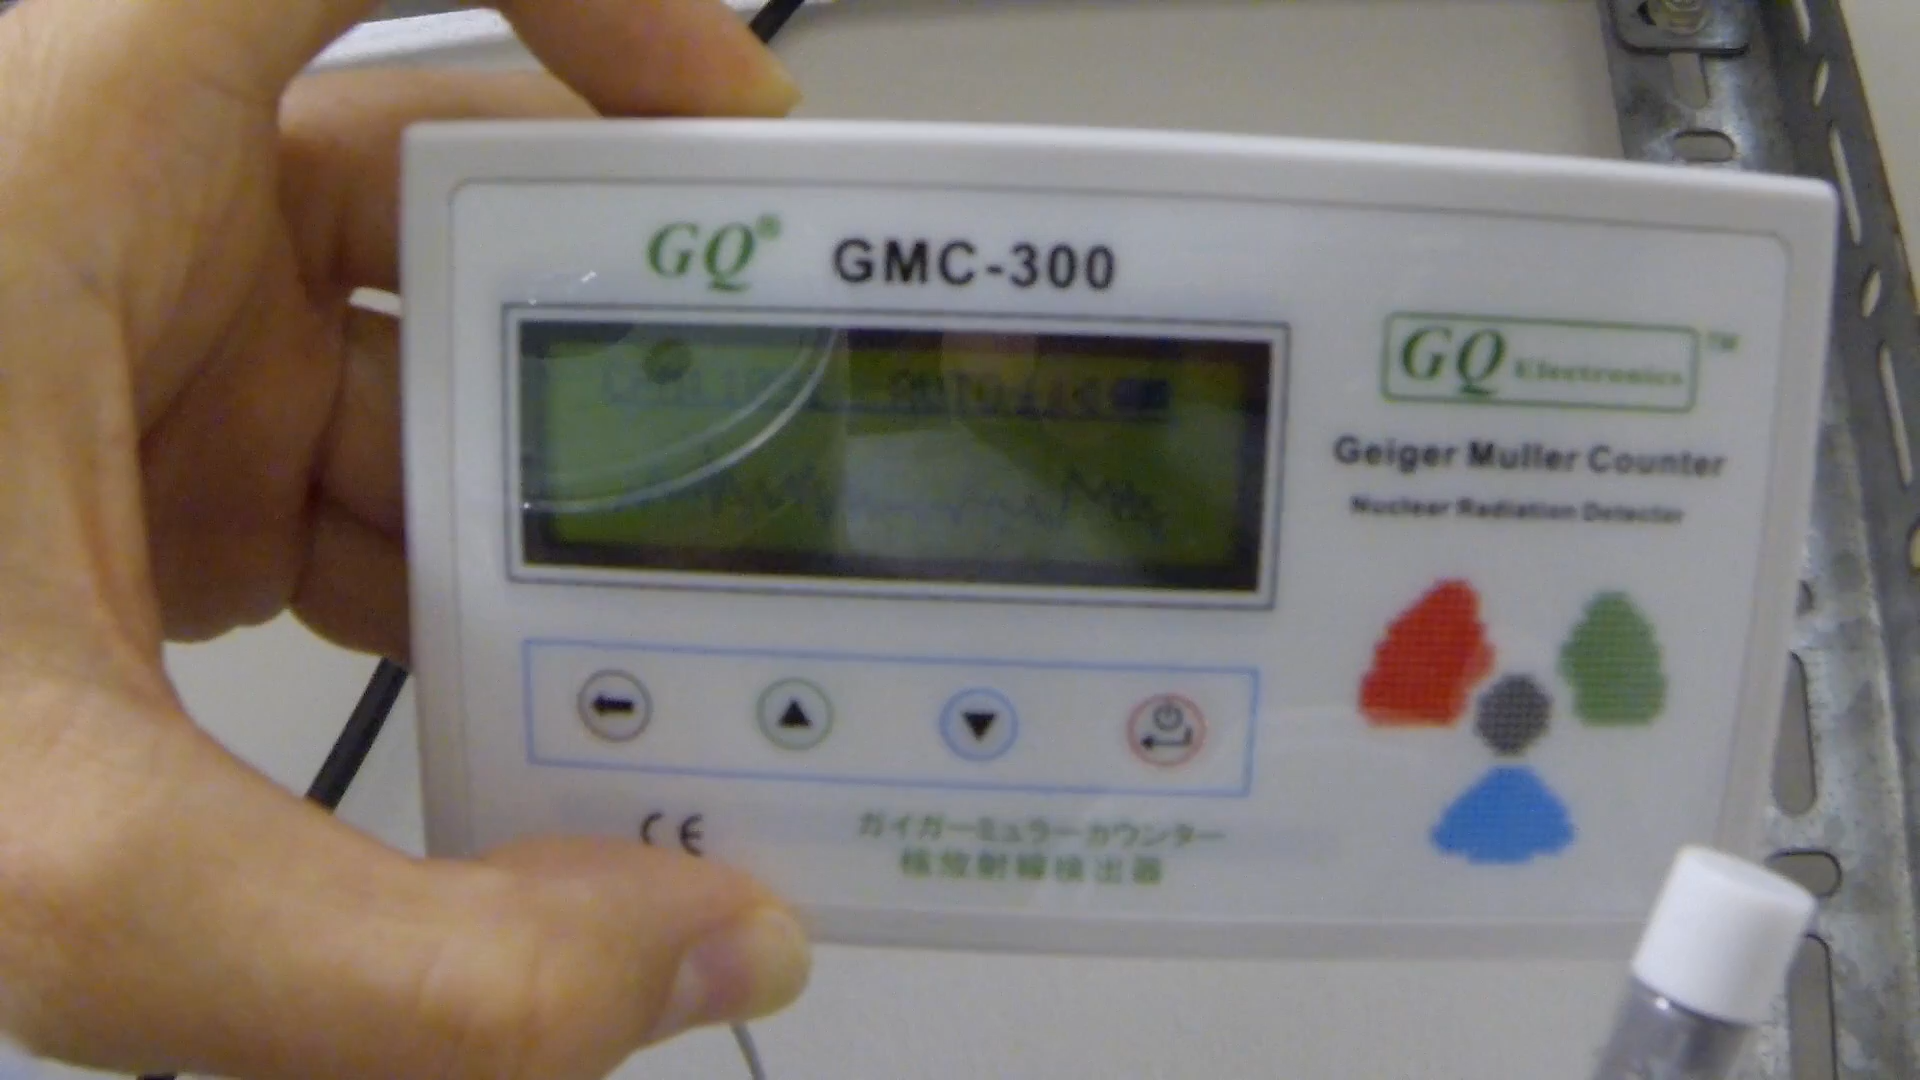 GQ® GMC-300
GQ Electronics ™
Geiger Muller Counter
Nuclear Radiation Detector
CE
ガイガーミュラーカウンター
核放射線検出器